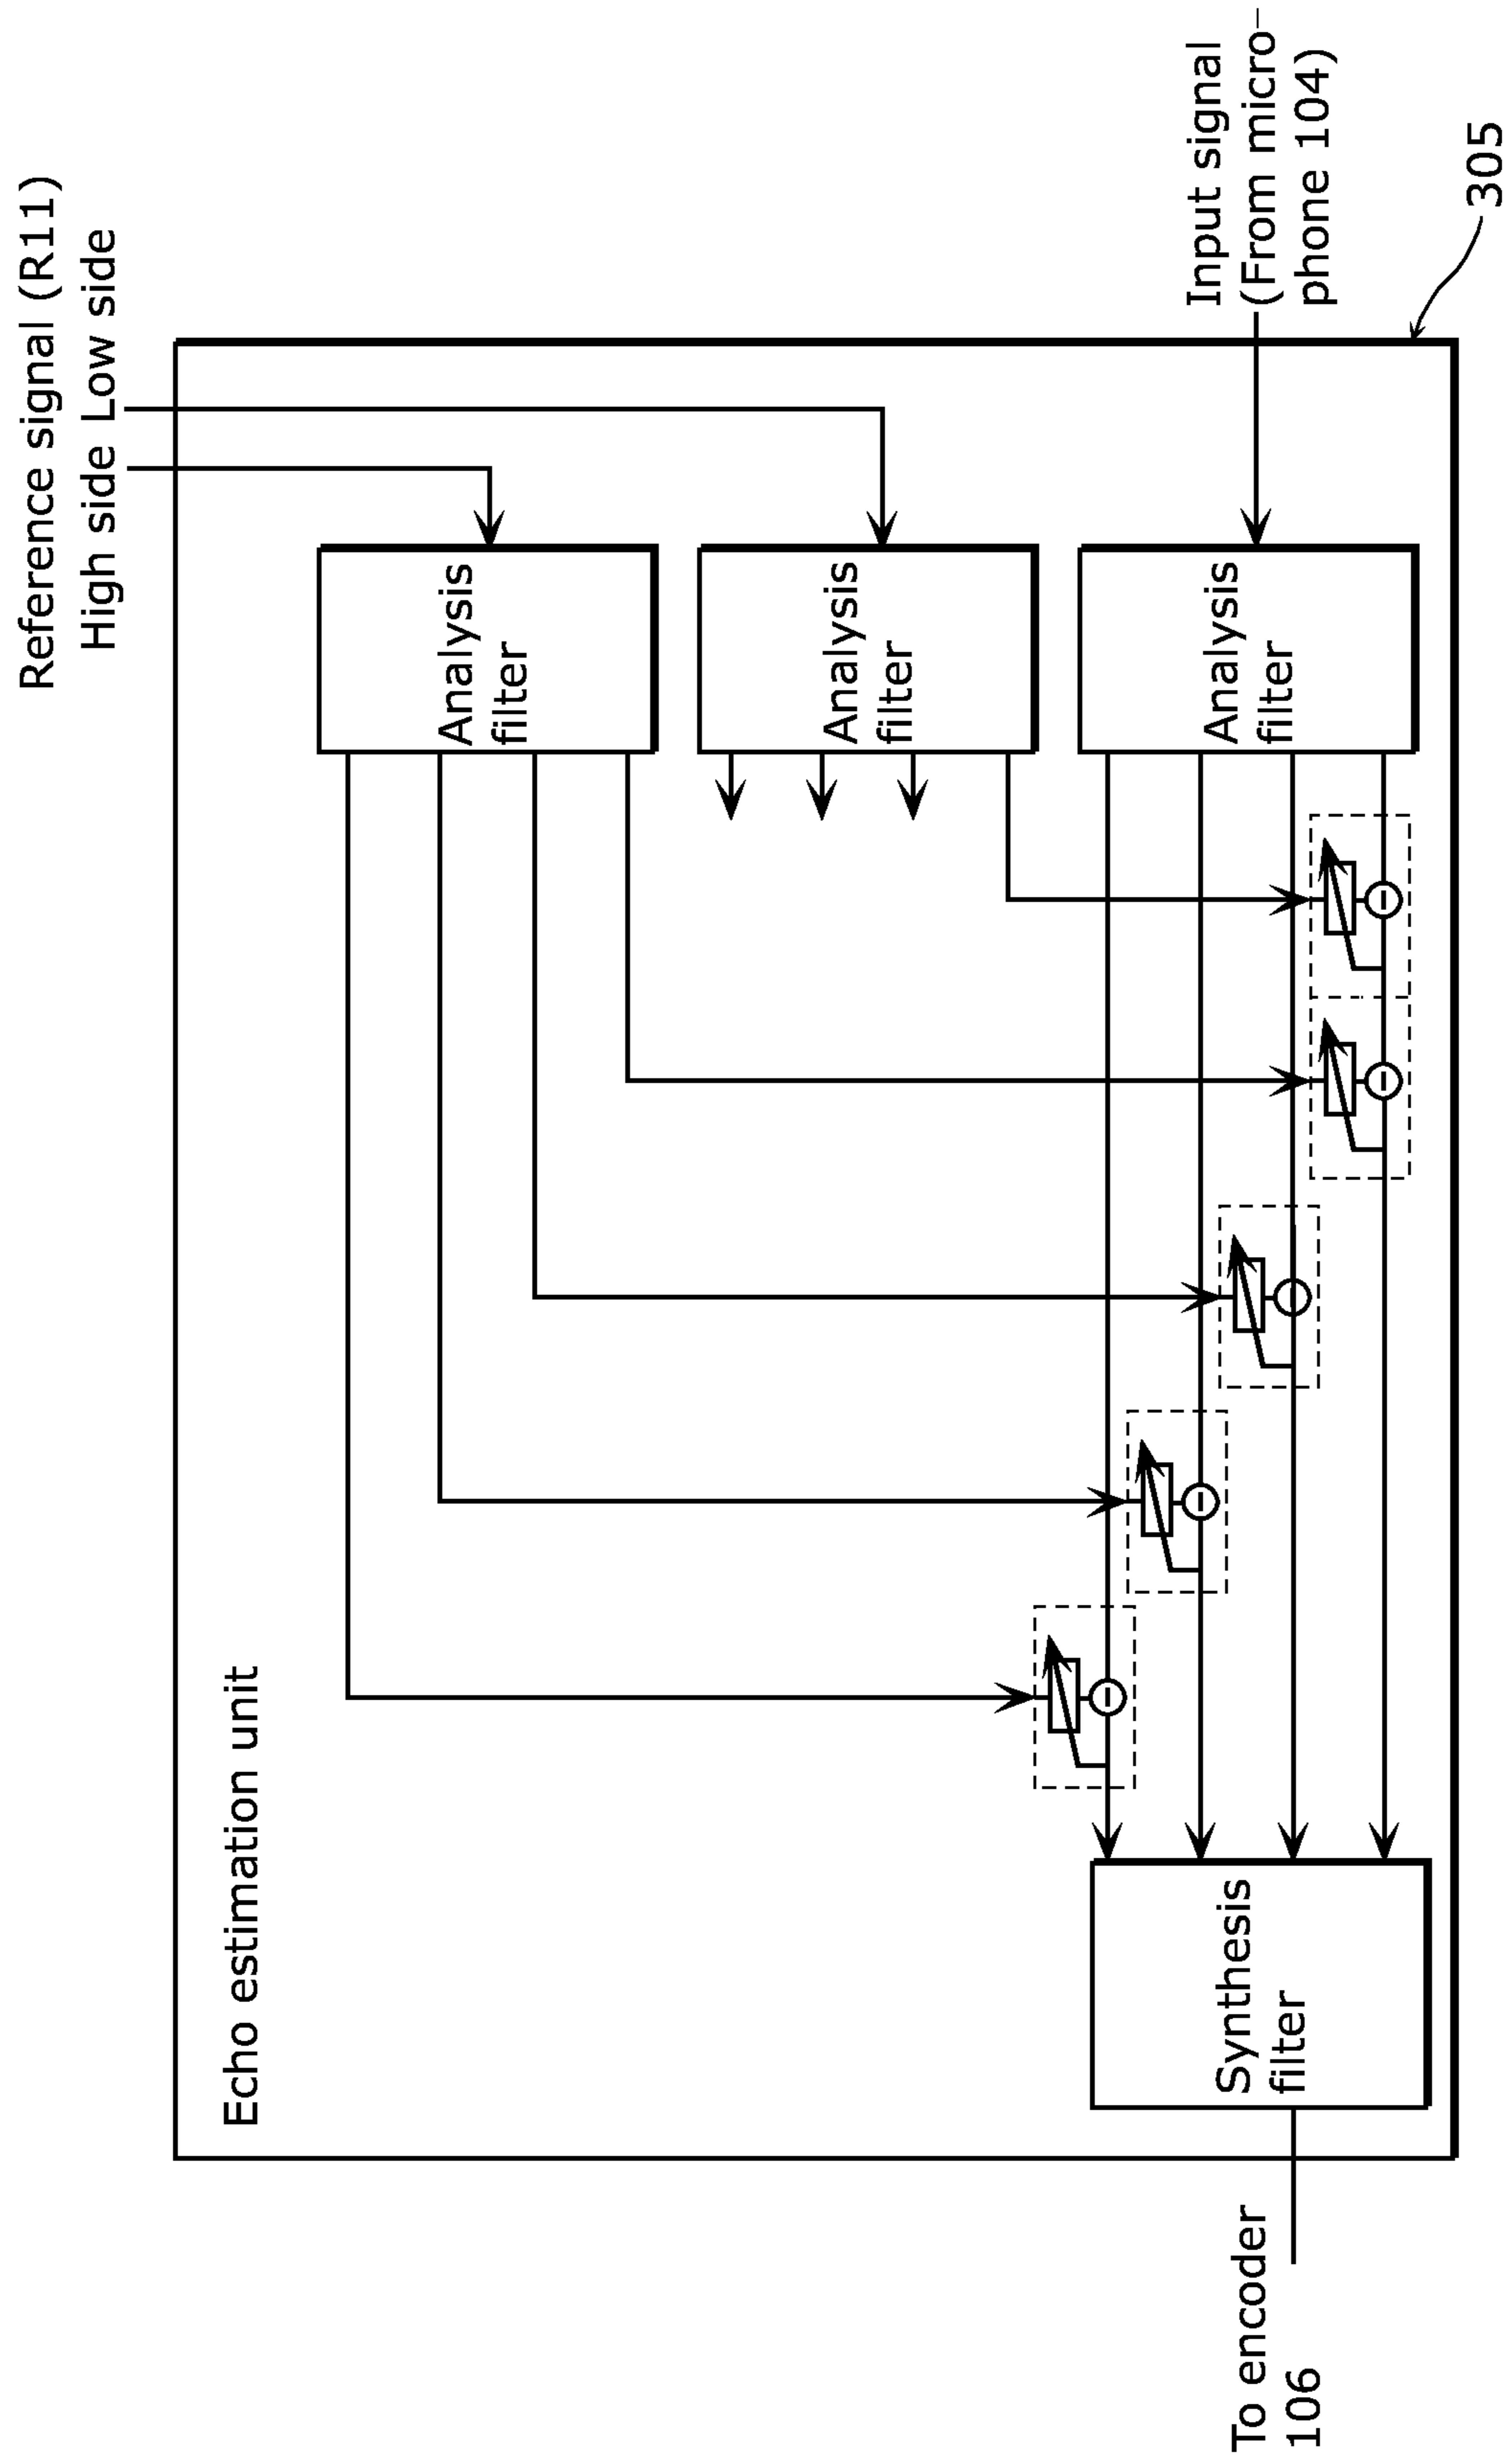 Reference signal (R11)
High side Low side
Echo estimation unit
Analysis
filter
Analysis
filter
Input signal
(From micro-
phone 104)
Analysis
filter
Synthesis
filter
To encoder
106
305